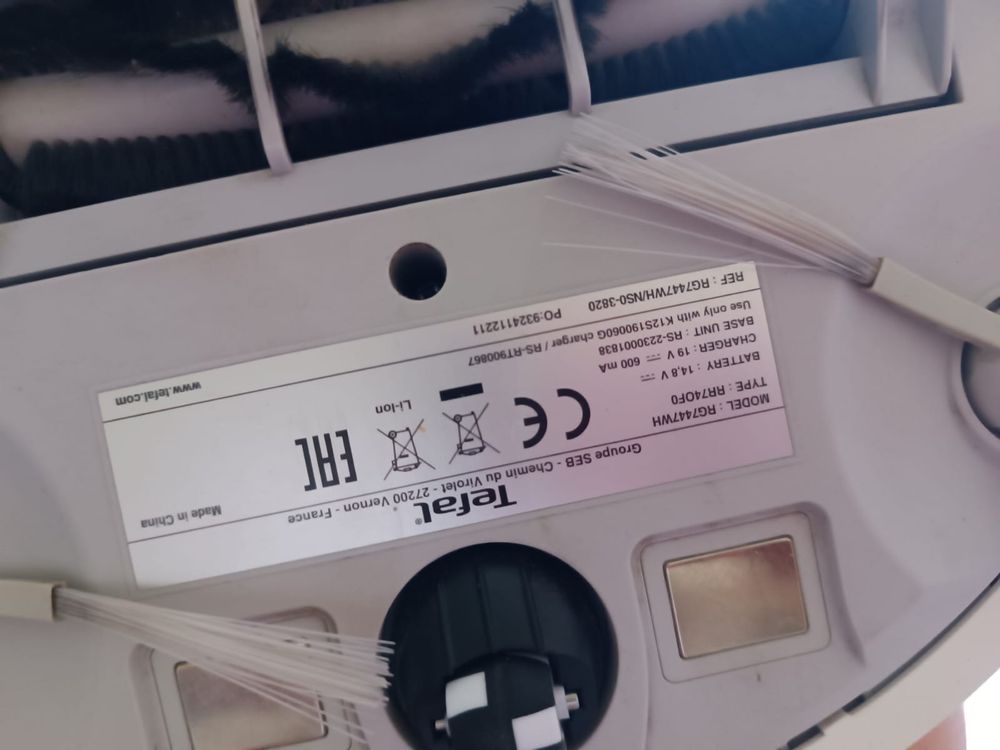 Tefal®
Groupe SEB - Chemin du Virolet - 27200 Vernon - France
MODEL : RG7447WH
TYPE : RR74OF0
BATTERY : 14,8 V ⎓
CHARGER : 19 V ⎓ 600 mA
BASE UNIT : RS-2230001838
Use only with K12S190060G charger / RS-RT900867
Made in China
CE
Li-Ion
EAC
REF : RG7447WH/NS0-3820
PO:9324112211
www.tefal.com